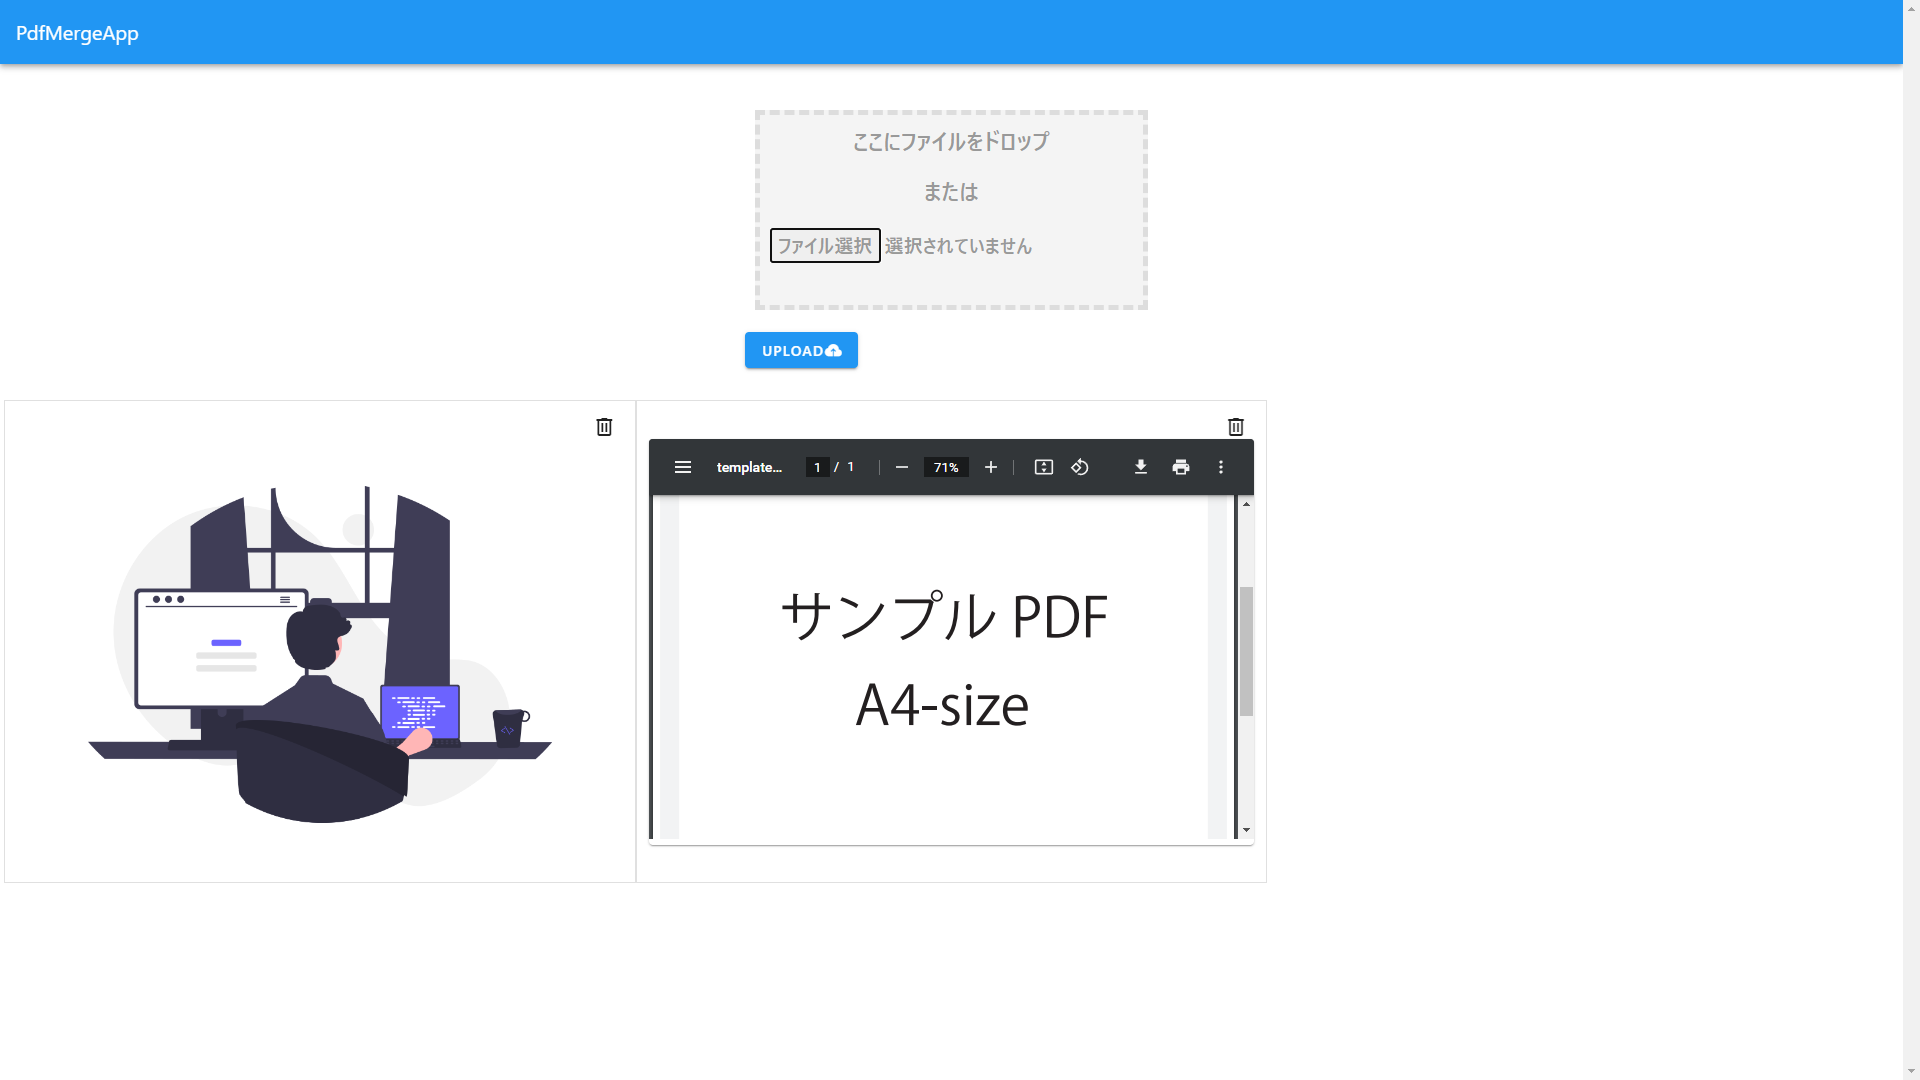 PdfMergeApp
ここにファイルをドロップ
または
ファイル選択 選択されていません
UPLOAD
template... 1 / 1 71%
サンプル PDF
A4-size